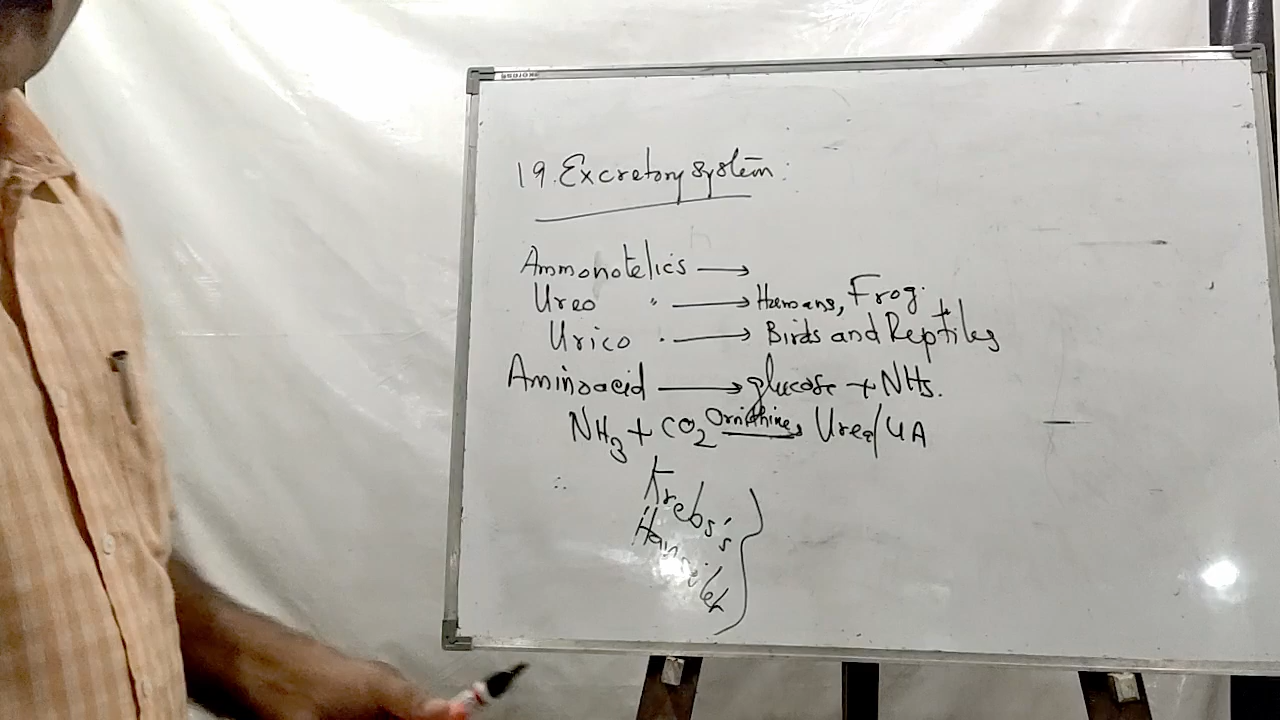 19. Excretory system:
Ammonotelics →
Ureo " → Humans, Frog.
Urico . → Birds and Reptiles
Aminoacid → glucose + NH3.
NH3 + CO2 Ornithine → Urea/UA
Krebs's